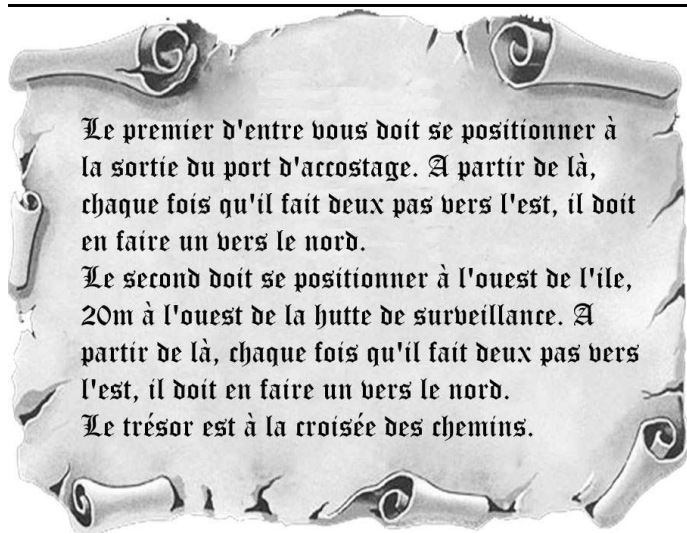 Le premier d'entre vous doit se positionner à
la sortie du port d'accostage. A partir de là,
chaque fois qu'il fait deux pas vers l'est, il doit
en faire un vers le nord.
Le second doit se positionner à l'ouest de l'ile,
20m à l'ouest de la hutte de surveillance. A
partir de là, chaque fois qu'il fait deux pas vers
l'est, il doit en faire un vers le nord.
Le trésor est à la croisée des chemins.